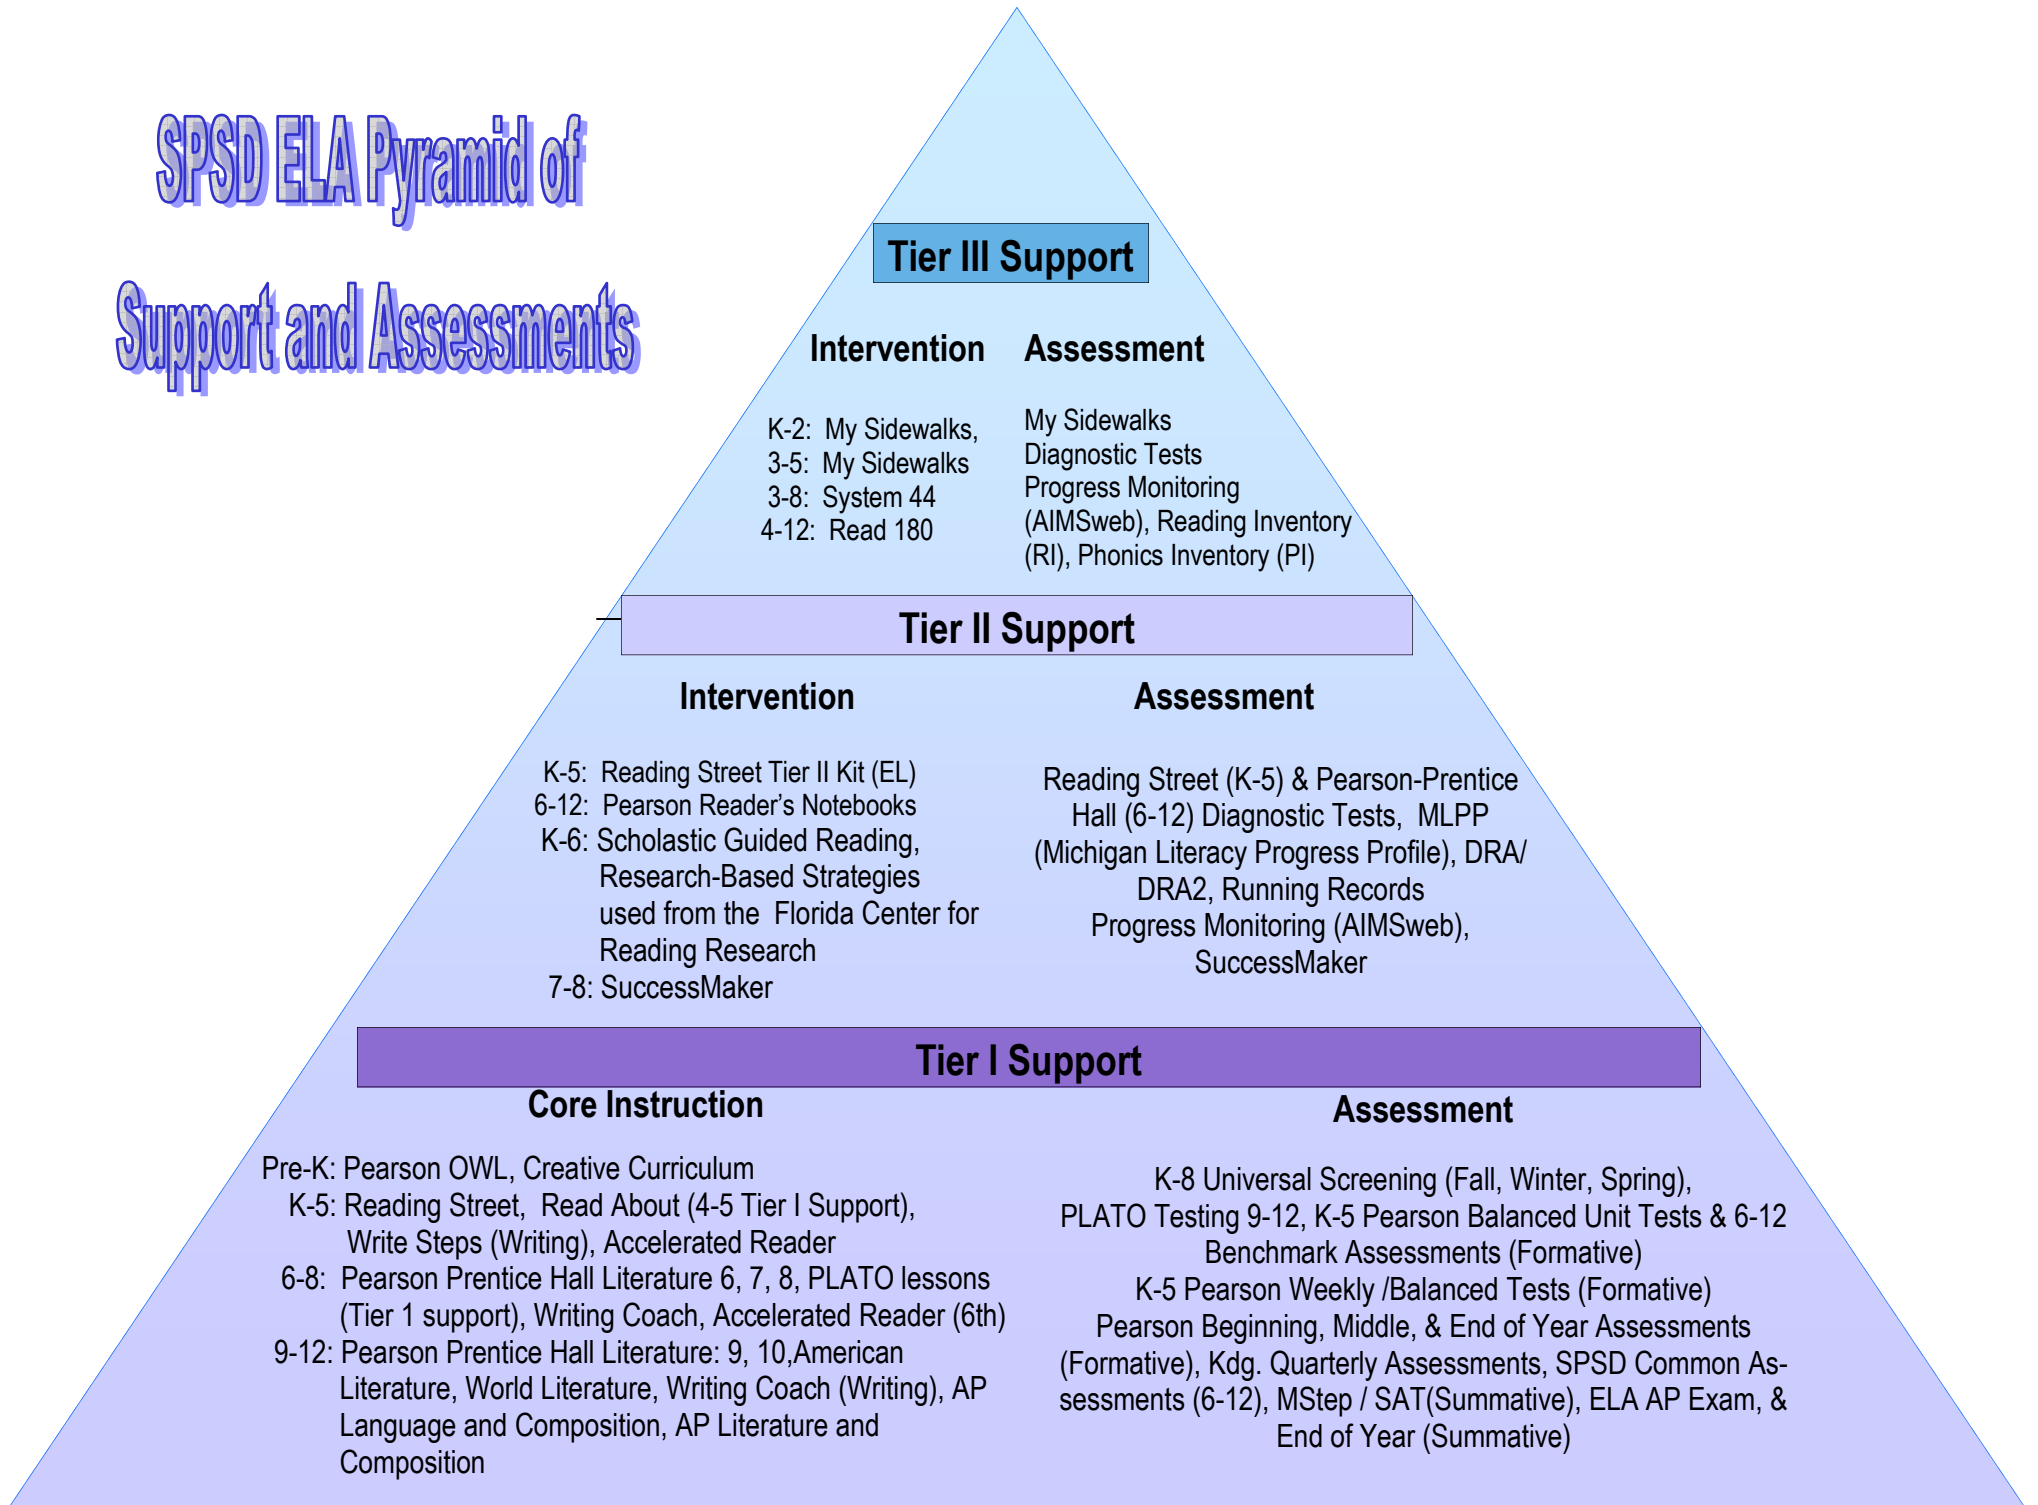 SPSD ELA Pyramid of
Support and Assessments
Tier III Support
Intervention
K-2:  My Sidewalks,
3-5:  My Sidewalks
3-8:  System 44
4-12:  Read 180
Assessment
My Sidewalks
Diagnostic Tests
Progress Monitoring
(AIMSweb), Reading Inventory
(RI), Phonics Inventory (PI)
Tier II Support
Intervention
K-5:  Reading Street Tier II Kit (EL)
6-12:  Pearson Reader’s Notebooks
K-6: Scholastic Guided Reading,
Research-Based Strategies
used from the  Florida Center for
Reading Research
7-8: SuccessMaker
Assessment
Reading Street (K-5) & Pearson-Prentice
Hall (6-12) Diagnostic Tests,  MLPP
(Michigan Literacy Progress Profile), DRA/
DRA2, Running Records
Progress Monitoring (AIMSweb),
SuccessMaker
Tier I Support
Core Instruction
Pre-K: Pearson OWL, Creative Curriculum
K-5: Reading Street,  Read About (4-5 Tier I Support),
Write Steps (Writing), Accelerated Reader
6-8:  Pearson Prentice Hall Literature 6, 7, 8, PLATO lessons
(Tier 1 support), Writing Coach, Accelerated Reader (6th)
9-12: Pearson Prentice Hall Literature: 9, 10,American
Literature, World Literature, Writing Coach (Writing), AP
Language and Composition, AP Literature and
Composition
Assessment
K-8 Universal Screening (Fall, Winter, Spring),
PLATO Testing 9-12, K-5 Pearson Balanced Unit Tests & 6-12
Benchmark Assessments (Formative)
K-5 Pearson Weekly /Balanced Tests (Formative)
Pearson Beginning, Middle, & End of Year Assessments
(Formative), Kdg. Quarterly Assessments, SPSD Common As-
sessments (6-12), MStep / SAT(Summative), ELA AP Exam, &
End of Year (Summative)